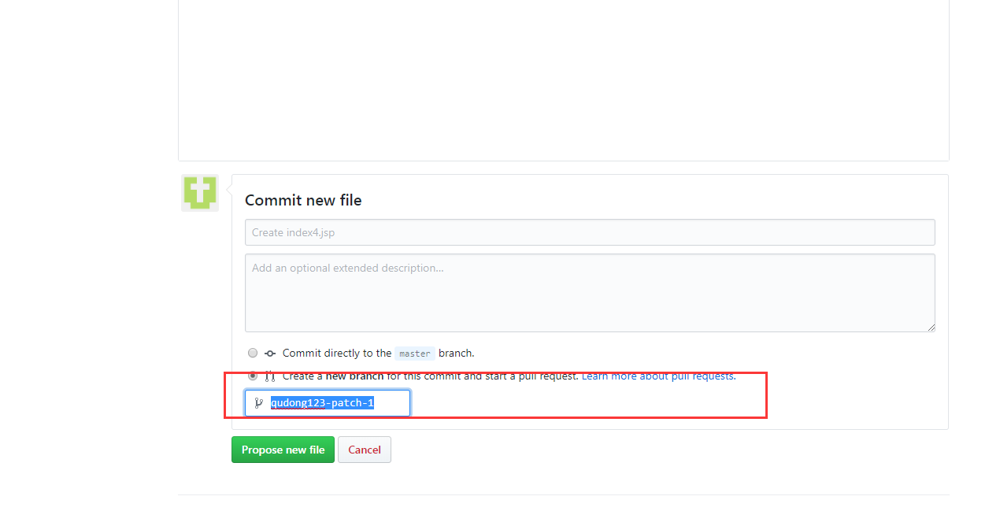 Commit new file
Create index4.jsp
Add an optional extended description...
Commit directly to the master branch.
Create a new branch for this commit and start a pull request. Learn more about pull requests.
qudong123-patch-1
Propose new file Cancel